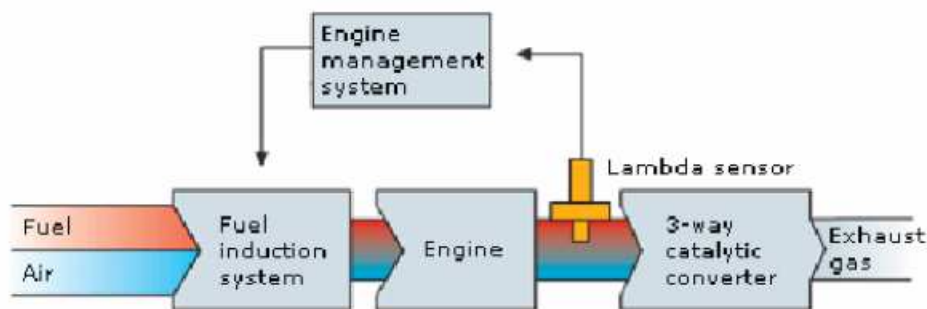 Engine
management
system
Lambda sensor
Fuel
Air
Fuel
induction
system
Engine
3-way
catalytic
converter
Exhaust
gas